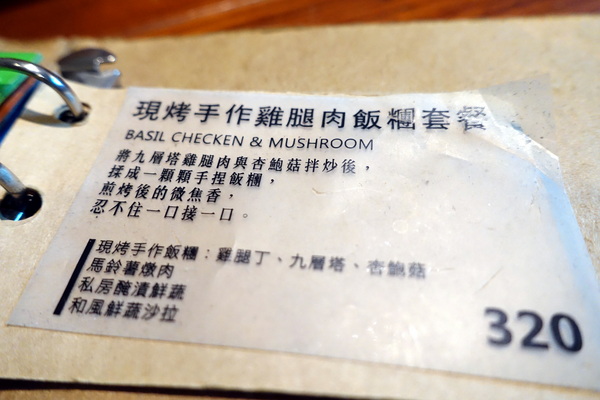 現烤手作雞腿肉飯糰套餐
BASIL CHECKEN & MUSHROOM
將九層塔雞腿肉與杏鮑菇拌炒後，
揉成一顆顆手捏飯糰，
煎烤後的微焦香，
忍不住一口接一口。
現烤手作飯糰：雞腿丁、九層塔、杏鮑菇
馬鈴薯燉肉
私房醃漬鮮蔬
和風鮮蔬沙拉
320